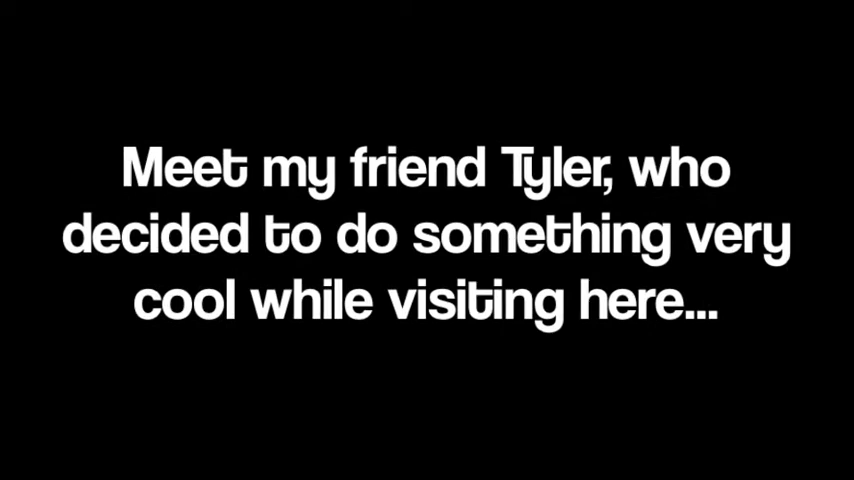 Meet my friend Tyler, who
decided to do something very
cool while visiting here...